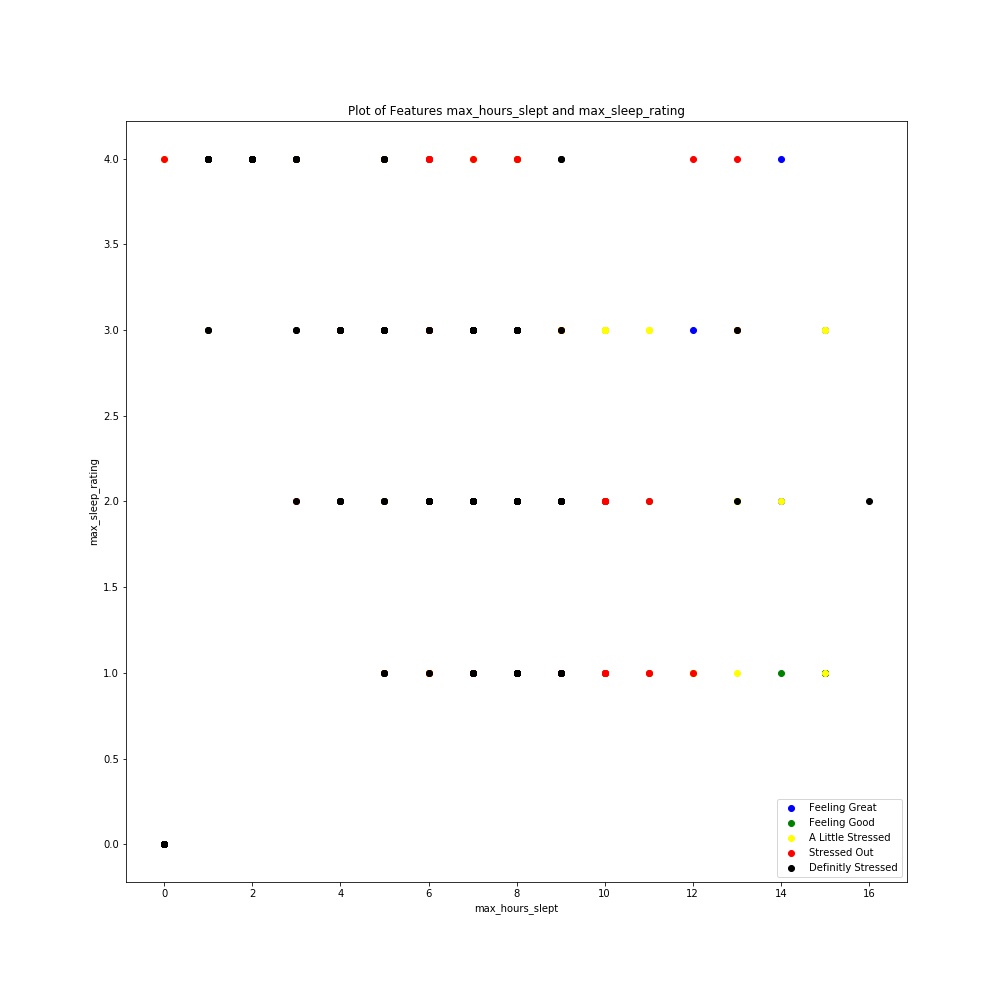 Plot of Features max_hours_slept and max_sleep_rating
4.0
3.5
3.0
2.5
2.0
1.5
1.0
0.5
0.0
max_sleep_rating
Feeling Great
Feeling Good
A Little Stressed
Stressed Out
Definitly Stressed
0 2 4 6 8 10 12 14 16
max_hours_slept